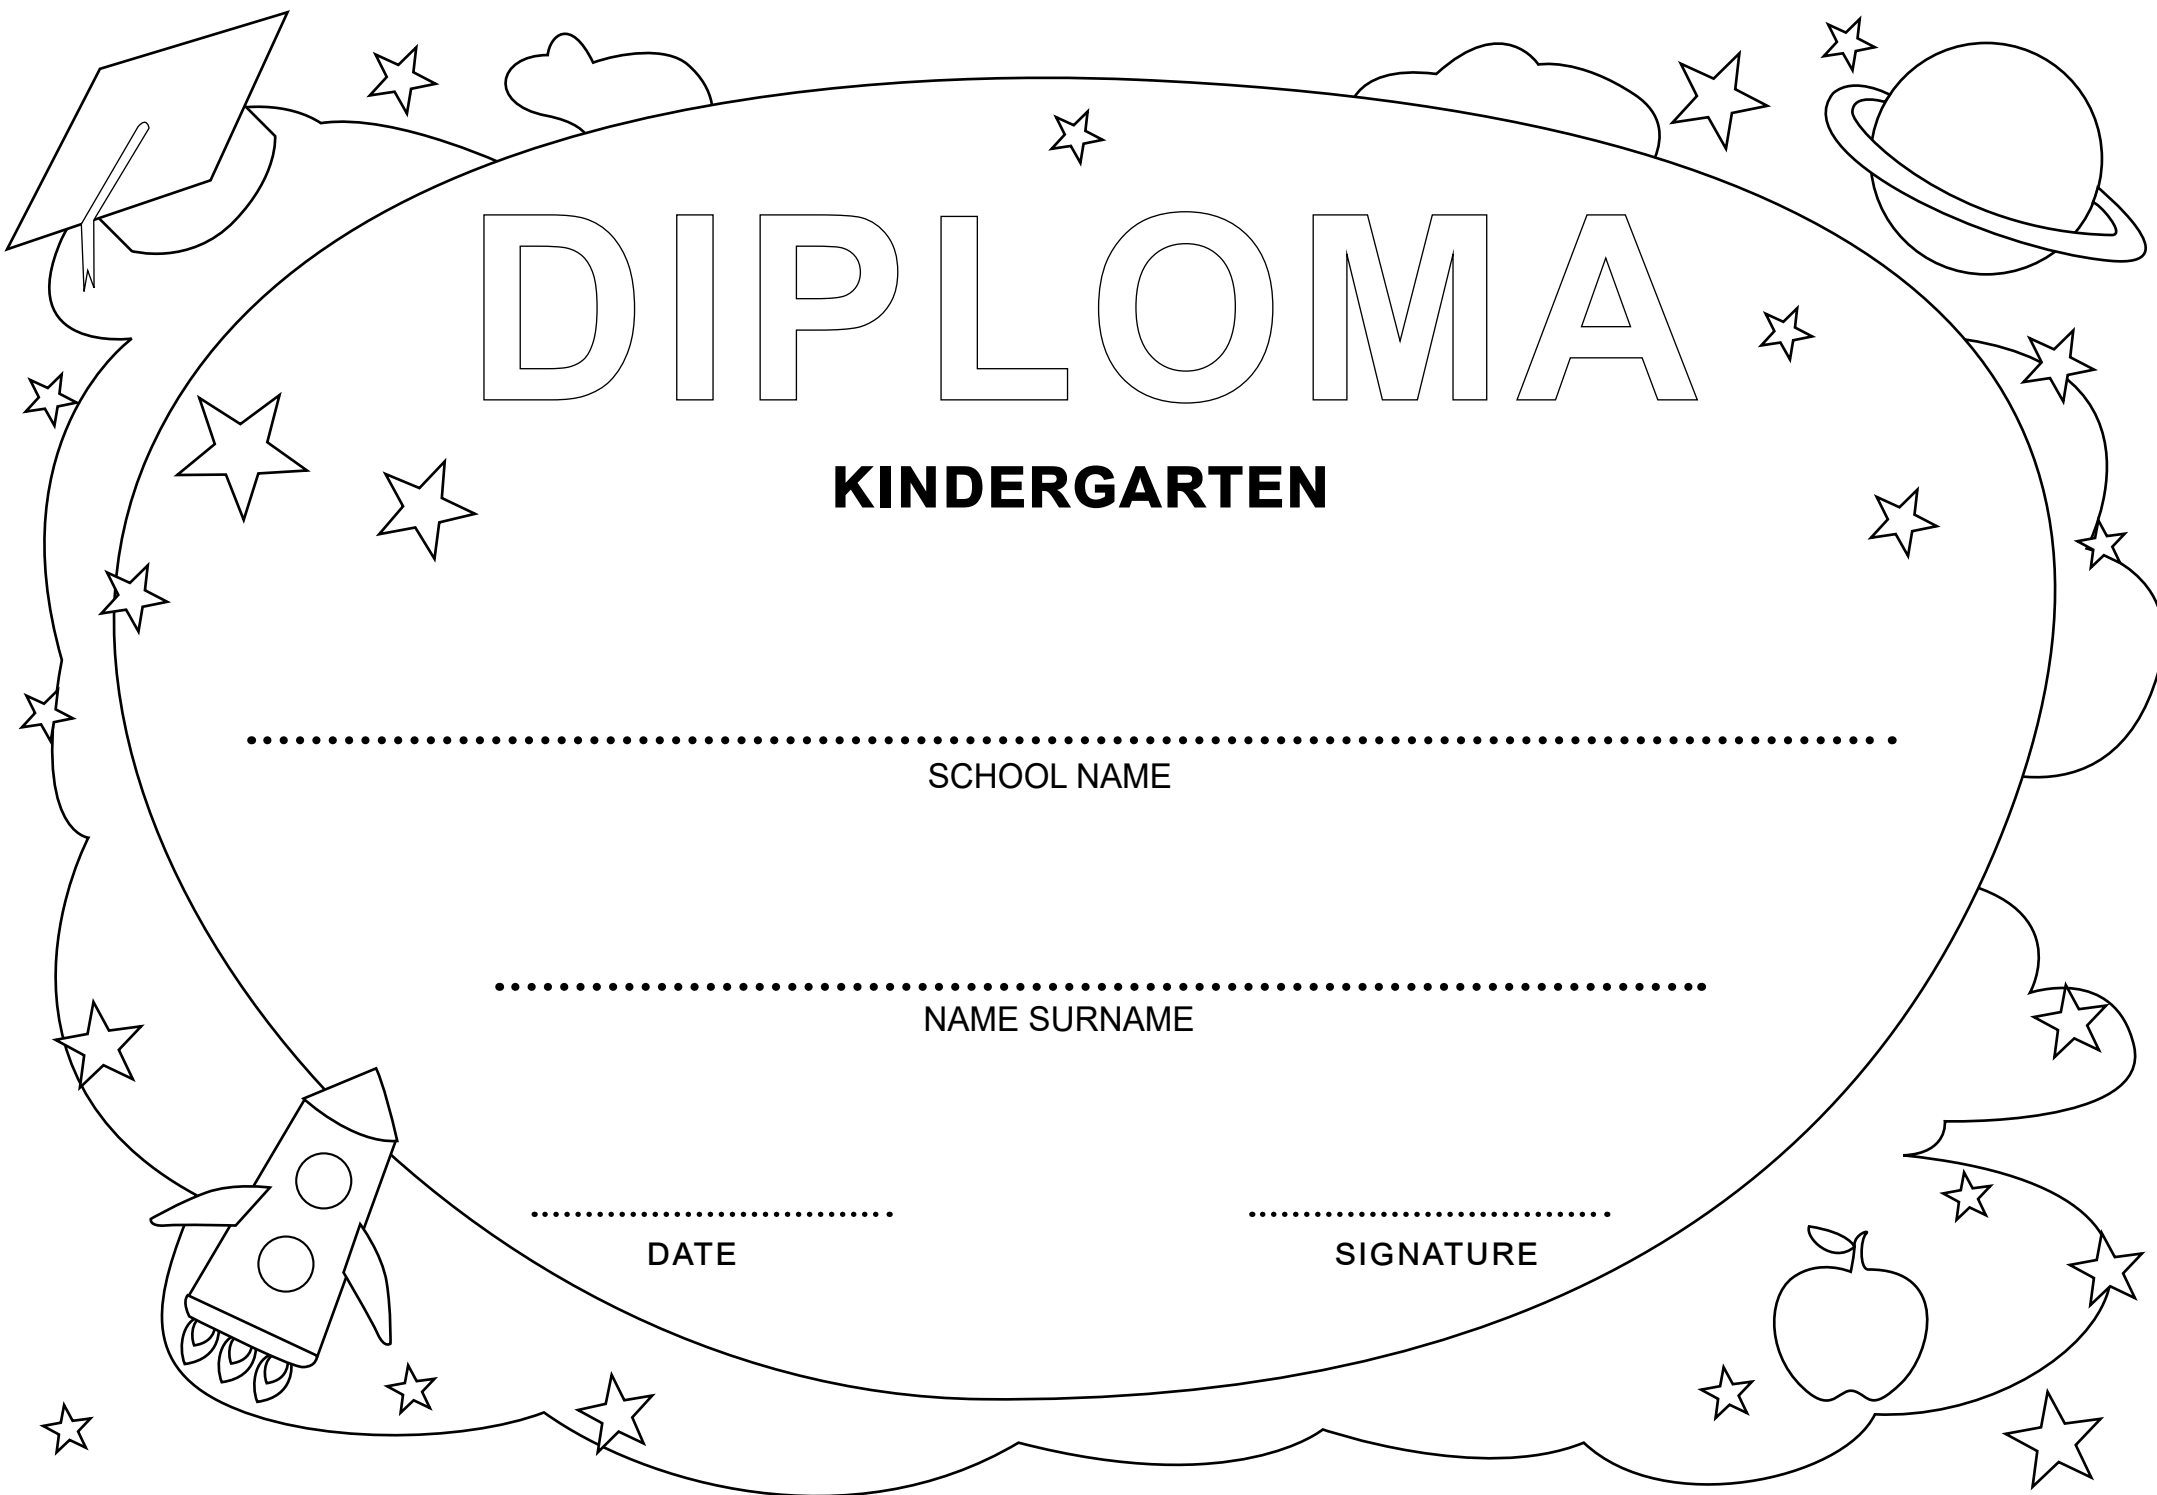 DIPLOMA
KINDERGARTEN
SCHOOL NAME
NAME SURNAME
DATE
SIGNATURE